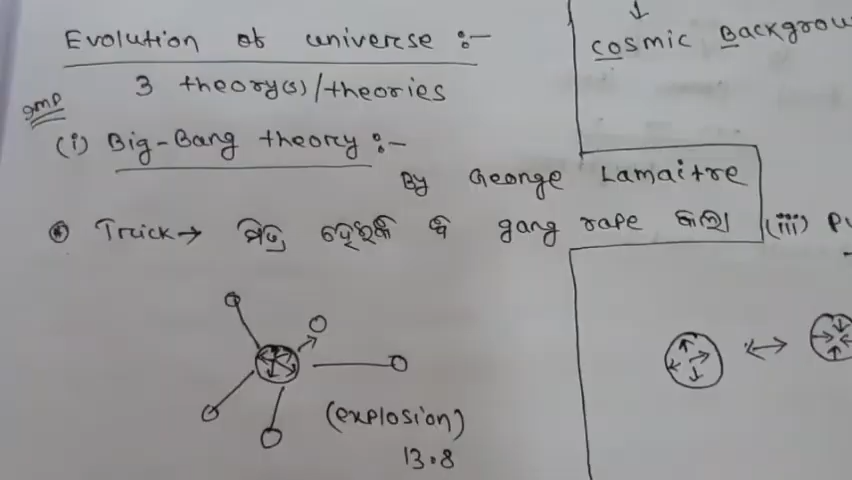 Evolution of universe :-
3 theory(s)/theories
Imp
(i) Big-Bang theory :-
By George Lamaitre
Trick →
gang rape
(explosion)
13.8
↓
cosmic Backgrou
(iii) Pu